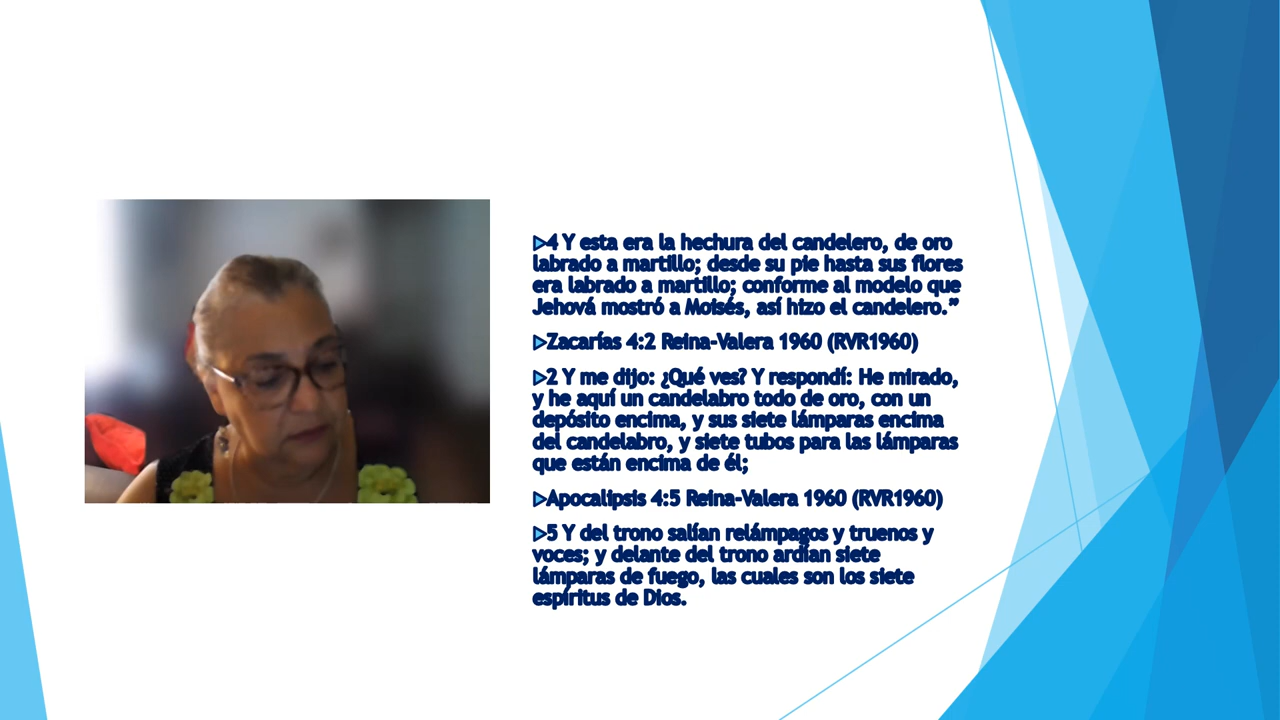 4 Y esta era la hechura del candelero, de oro
labrado a martillo; desde su pie hasta sus flores
era labrado a martillo; conforme al modelo que
Jehová mostró a Moisés, así hizo el candelero.”
Zacarías 4:2 Reina-Valera 1960 (RVR1960)
2 Y me dijo: ¿Qué ves? Y respondí: He mirado,
y he aquí un candelabro todo de oro, con un
depósito encima, y sus siete lámparas encima
del candelabro, y siete tubos para las lámparas
que están encima de él;
Apocalipsis 4:5 Reina-Valera 1960 (RVR1960)
5 Y del trono salían relámpagos y truenos y
voces; y delante del trono ardían siete
lámparas de fuego, las cuales son los siete
espíritus de Dios.